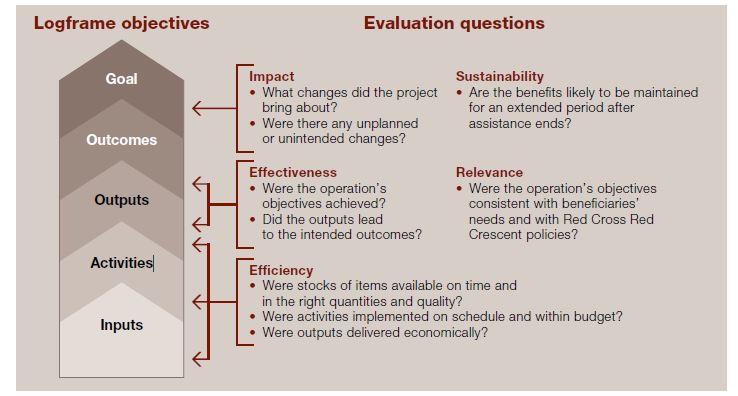 Logframe objectives
Evaluation questions
Goal
Outcomes
Outputs
Activities
Inputs
Impact
• What changes did the project
bring about?
• Were there any unplanned
or unintended changes?
Sustainability
• Are the benefits likely to be maintained
for an extended period after
assistance ends?
Effectiveness
• Were the operation's
objectives achieved?
• Did the outputs lead
to the intended outcomes?
Relevance
• Were the operation's objectives
consistent with beneficiaries'
needs and with Red Cross Red
Crescent policies?
Efficiency
• Were stocks of items available on time and
in the right quantities and quality?
• Were activities implemented on schedule and within budget?
• Were outputs delivered economically?